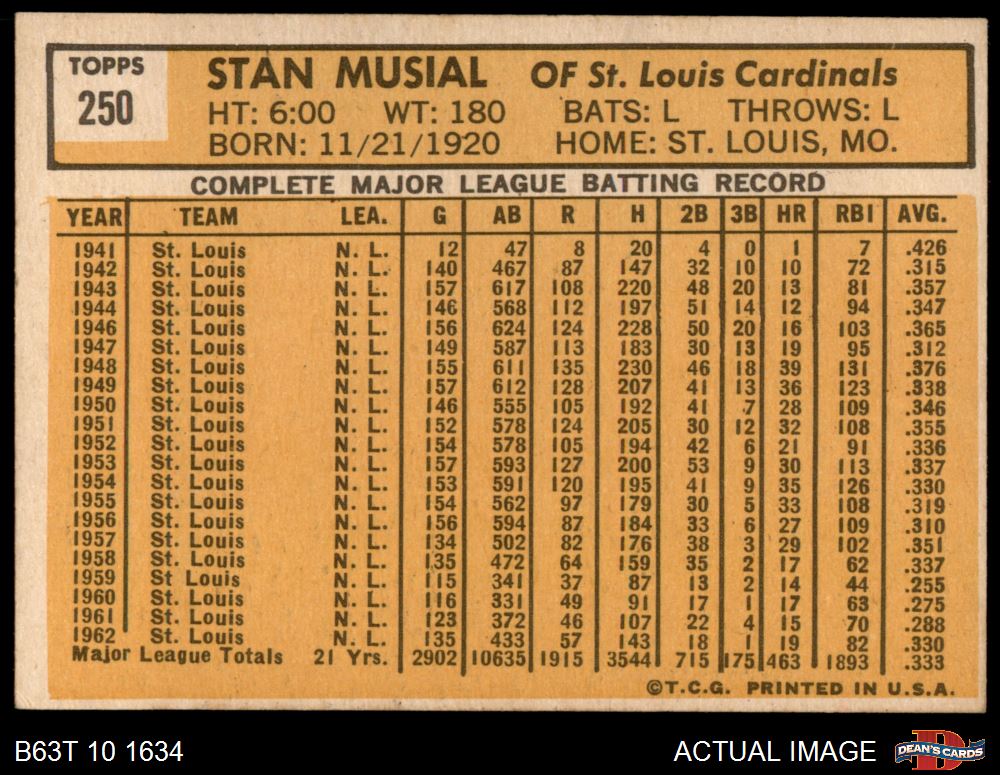 TOPPS
250
STAN MUSIAL OF St. Louis Cardinals
HT: 6:00 WT: 180 BATS: L THROWS: L
BORN: 11/21/1920 HOME: ST. LOUIS, MO.
COMPLETE MAJOR LEAGUE BATTING RECORD
YEAR TEAM LEA. G AB R H 2B 3B HR RBI AVG.
1941 St. Louis N. L. 12 47 8 20 4 0 1 7 .426
1942 St. Louis N. L. 140 467 87 147 32 10 10 72 .315
1943 St. Louis N. L. 157 617 108 220 48 20 13 81 .357
1944 St. Louis N. L. 146 568 112 197 51 14 12 94 .347
1946 St. Louis N. L. 156 624 124 228 50 20 16 103 .365
1947 St. Louis N. L. 149 587 113 183 30 13 19 95 .312
1948 St. Louis N. L. 155 611 135 230 46 18 39 131 .376
1949 St. Louis N. L. 157 612 128 207 41 13 36 123 .338
1950 St. Louis N. L. 146 555 105 192 41 7 28 109 .346
1951 St. Louis N. L. 152 578 124 205 30 12 32 108 .355
1952 St. Louis N. L. 154 578 105 194 42 6 21 91 .336
1953 St. Louis N. L. 157 593 127 200 53 9 30 113 .337
1954 St. Louis N. L. 153 591 120 195 41 9 35 126 .330
1955 St. Louis N. L. 154 562 97 179 30 5 33 108 .319
1956 St. Louis N. L. 156 594 87 184 33 6 27 109 .310
1957 St. Louis N. L. 134 502 82 176 38 3 29 102 .351
1958 St. Louis N. L. 135 472 64 159 35 2 17 62 .337
1959 St Louis N. L. 115 341 37 87 13 2 14 44 .255
1960 St. Louis N. L. 116 331 49 91 17 1 17 63 .275
1961 St. Louis N. L. 123 372 46 107 22 4 15 70 .288
1962 St. Louis N. L. 135 433 57 143 18 1 19 82 .330
Major League Totals 21 Yrs. 2902 10635 1915 3544 715 175 463 1893 .333
©T.C.G. PRINTED IN U.S.A.
B63T 10 1634 ACTUAL IMAGE DEAN'S CARDS